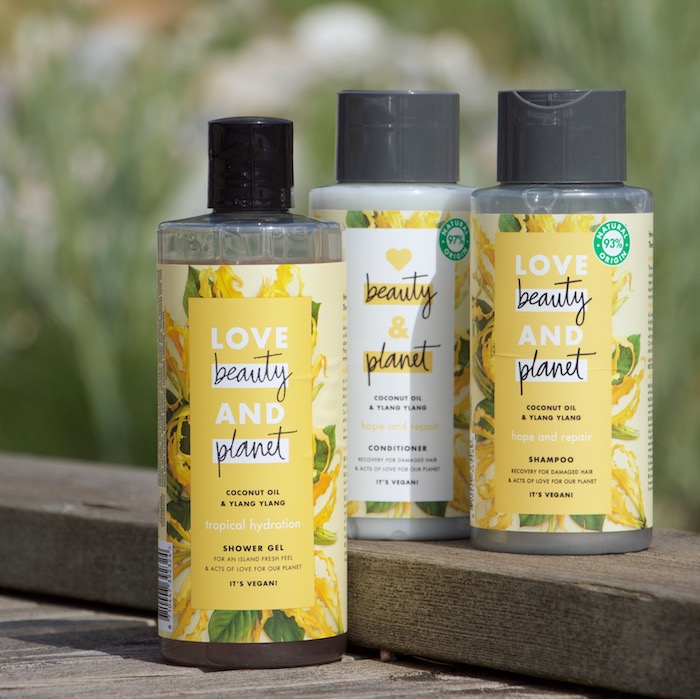 LOVE
beauty
AND
planet
COCONUT OIL
& YLANG YLANG
tropical hydration
SHOWER GEL
FOR AN ISLAND FRESH FEEL
& ACTS OF LOVE FOR OUR PLANET
IT'S VEGAN!
97%
beauty
&
planet
COCONUT OIL
& YLANG YLANG
hope and repair
CONDITIONER
RECOVERY FOR DAMAGED HAIR
& ACTS OF LOVE FOR OUR PLANET
IT'S VEGAN!
NATURAL
93%
ORIGIN
LOVE
beauty
AND
planet
COCONUT OIL
& YLANG YLANG
hope and repair
SHAMPOO
RECOVERY FOR DAMAGED HAIR
& ACTS OF LOVE FOR OUR PLANET
IT'S VEGAN!